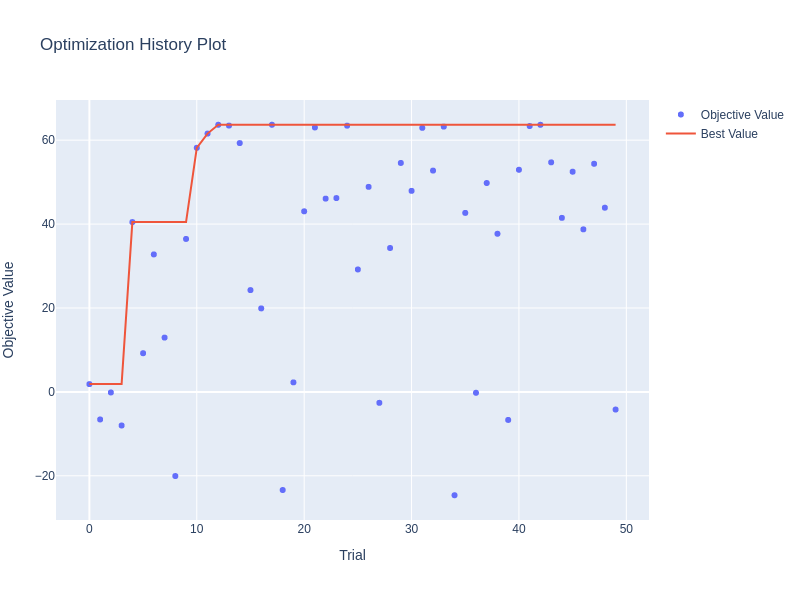 Optimization History Plot
Objective Value
Best Value
60
40
20
0
−20
0 10 20 30 40 50
Trial
Objective Value